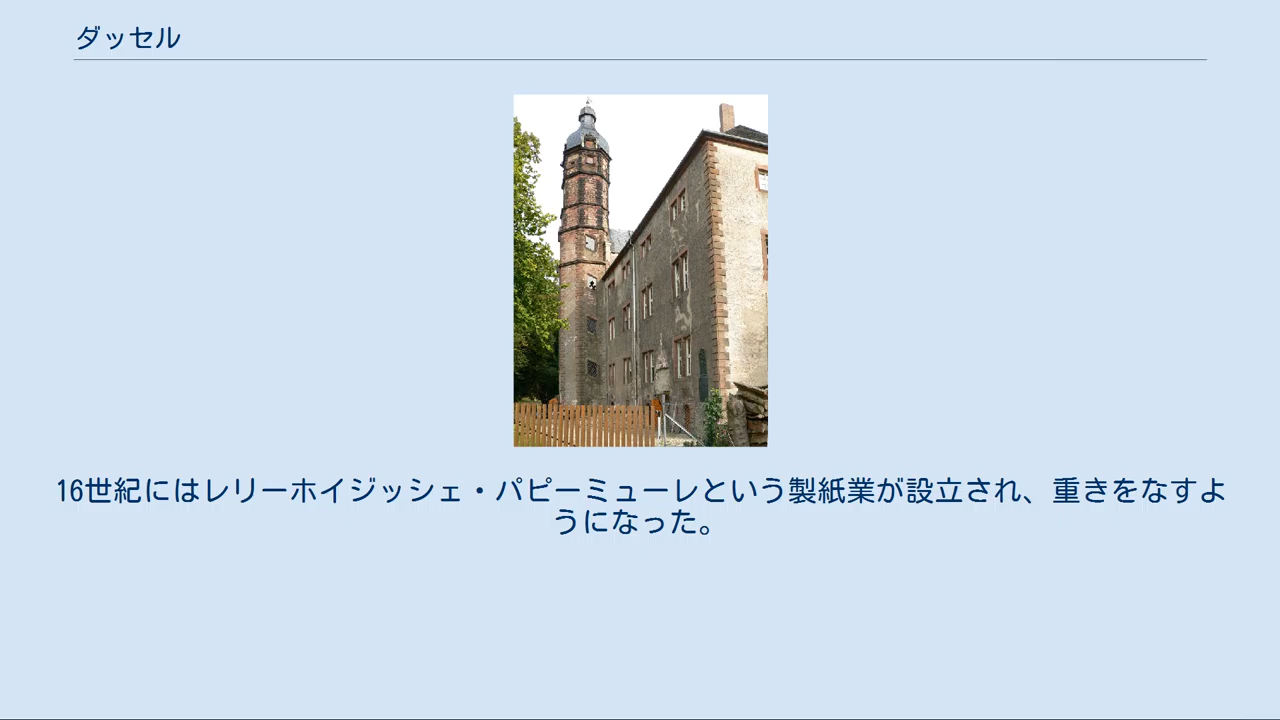 ダッセル
16世紀にはレリーホイジッシェ・パピーミューレという製紙業が設立され、重きをなすよ
うになった。